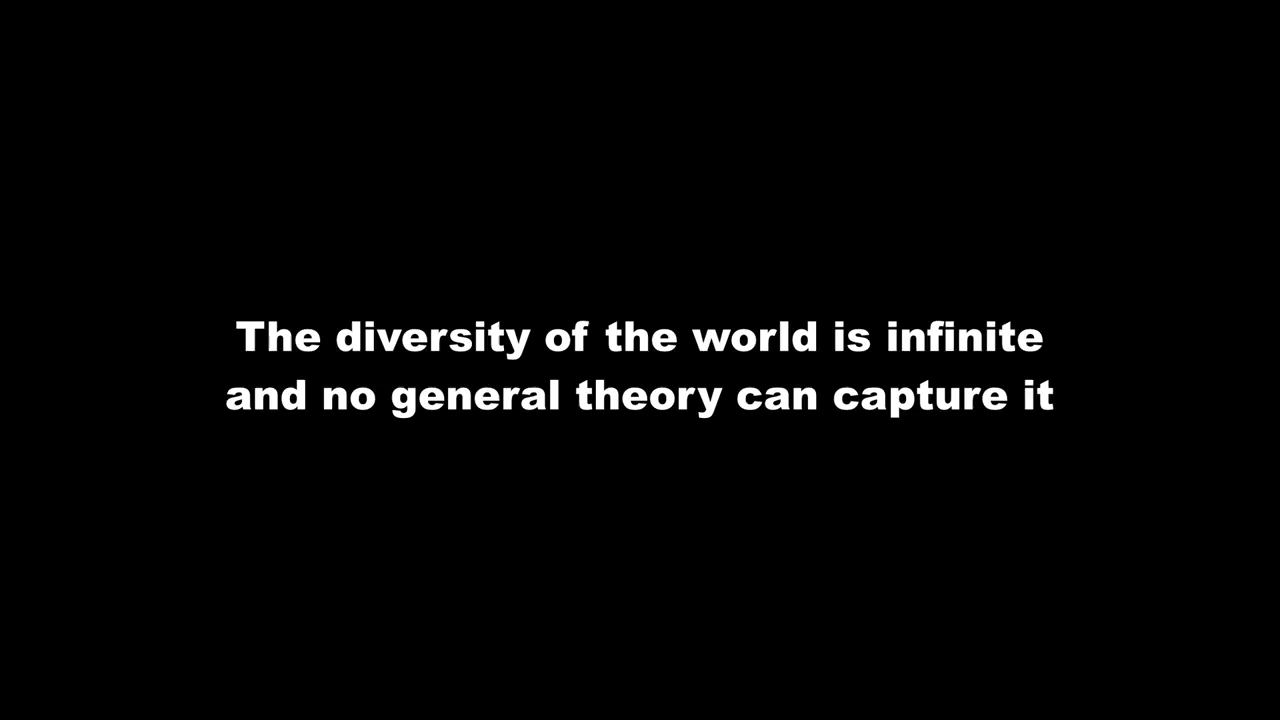 The diversity of the world is infinite
and no general theory can capture it